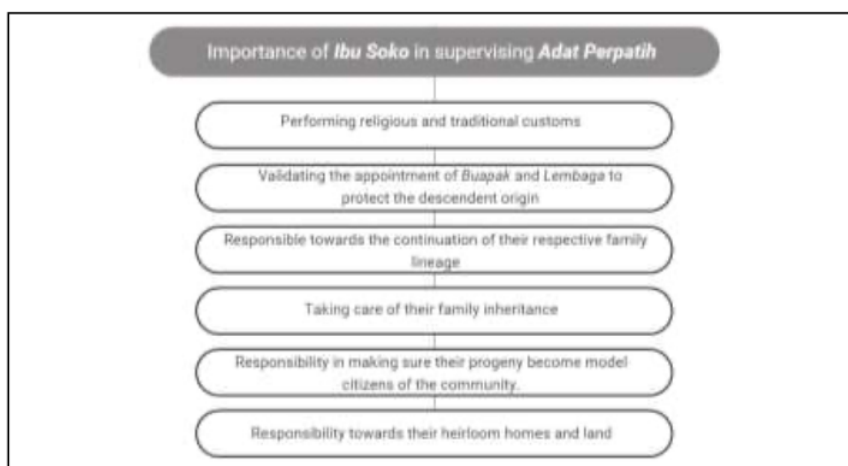 Importance of Ibu Soko in supervising Adat Perpatih
Performing religious and traditional customs
Validating the appointment of Buapak and Lembaga to
protect the descendent origin
Responsible towards the continuation of their respective family
lineage
Taking care of their family inheritance
Responsibility in making sure their progeny become model
citizens of the community.
Responsibility towards their heirloom homes and land